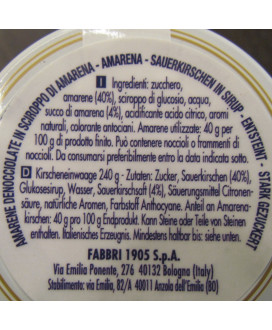 AMARENE DENOCCIOLATE IN SCIROPPO DI AMARENA - AMARENA - SAUERKIRSCHEN IN SIRUP - ENTSTEINT - STARK GEZUCKERT
I Ingredienti: zucchero,
amarene (40%), sciroppo di glucosio, acqua,
succo di amarena (4%), acidificante acido citrico, aromi
naturali, colorante antociani. Amarene utilizzate: 40 g per
100 g di prodotto finito. Può contenere noccioli o frammenti di
noccioli. Da consumarsi preferibilmente entro la data indicata sotto.
D Kirscheneinwaage 240 g - Zutaten: Zucker, Sauerkirschen (40%),
Glukosesirup, Wasser, Sauerkirschsaft (4%), Säuerungsmittel Citronen-
säure, natürliche Aromen, Farbstoff Anthocyane. Anteil an Amarena-
kirschen: 40 g pro 100 g Endprodukt. Kann Steine oder Teile von Steinen
enthalten. Italienisches Erzeugnis. Mindestens haltbar bis: siehe unten.
FABBRI 1905 S.p.A.
Via Emilia Ponente, 276 40132 Bologna (Italy)
Stabilimento: via Emilia, 82/A 40011 Anzola dell'Emilia (BO)